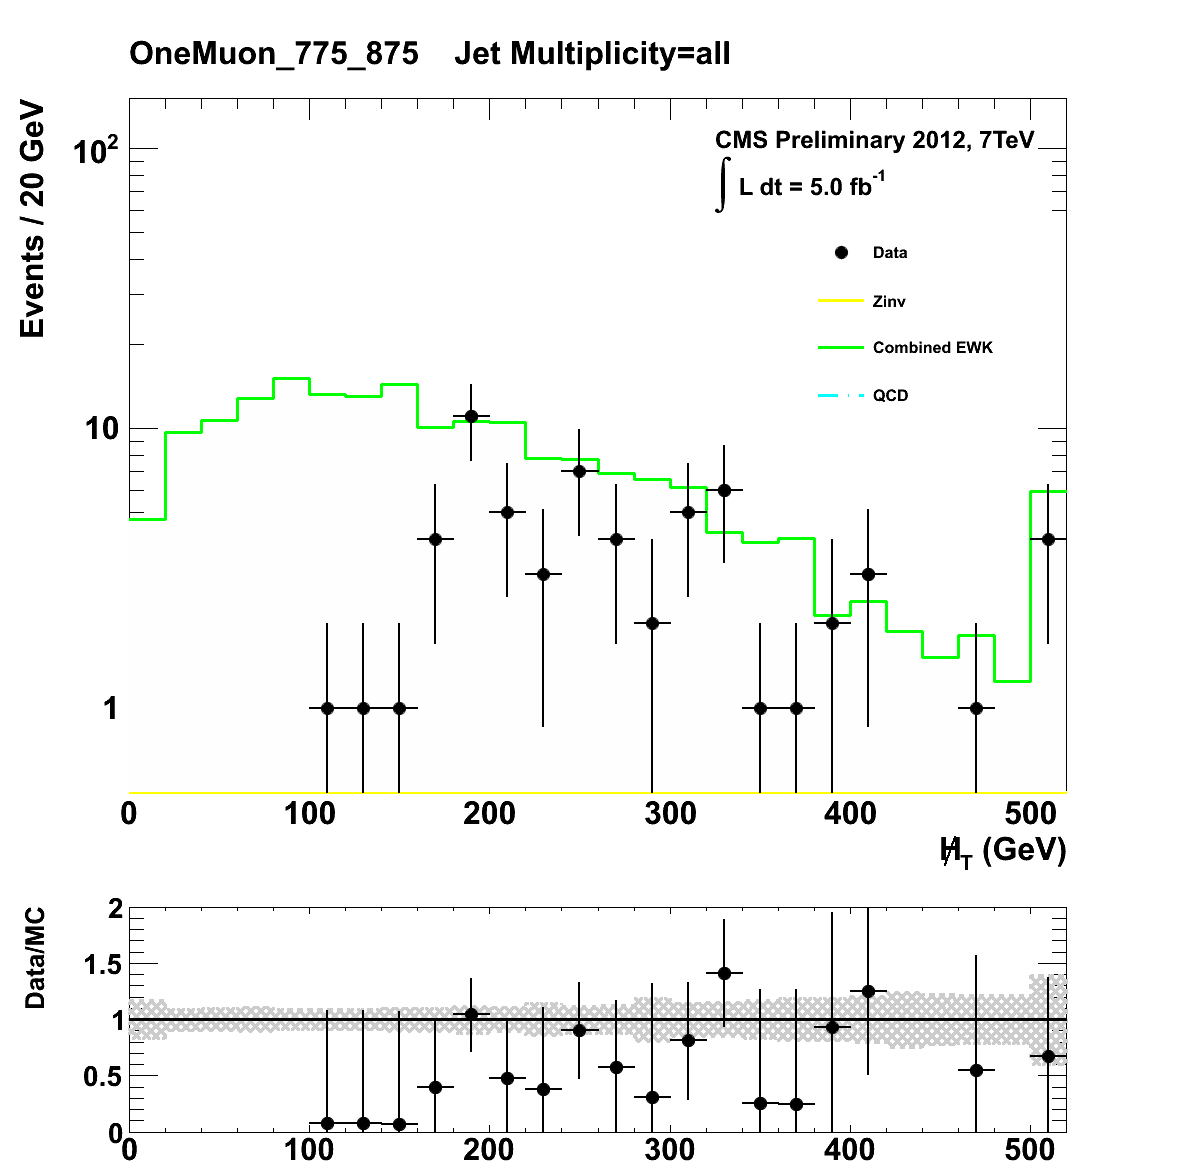 OneMuon_775_875 Jet Multiplicity=all
Events / 20 GeV
10²
10
1
CMS Preliminary 2012, 7TeV
∫ L dt = 5.0 fb⁻¹
Data
Zinv
Combined EWK
QCD
0 100 200 300 400 500
H̸_T (GeV)
Data/MC
2
1.5
1
0.5
0
0 100 200 300 400 500